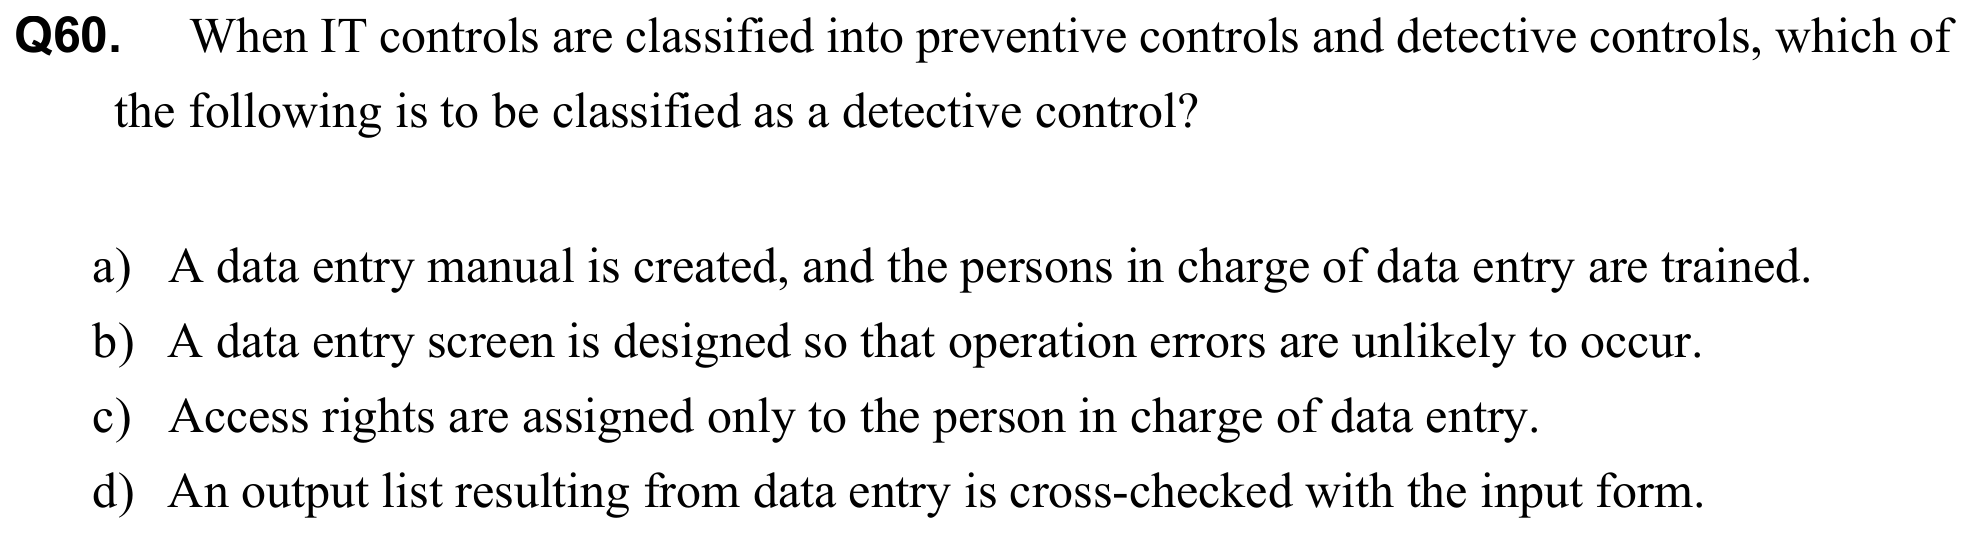 Q60. When IT controls are classified into preventive controls and detective controls, which of
the following is to be classified as a detective control?
a) A data entry manual is created, and the persons in charge of data entry are trained.
b) A data entry screen is designed so that operation errors are unlikely to occur.
c) Access rights are assigned only to the person in charge of data entry.
d) An output list resulting from data entry is cross-checked with the input form.